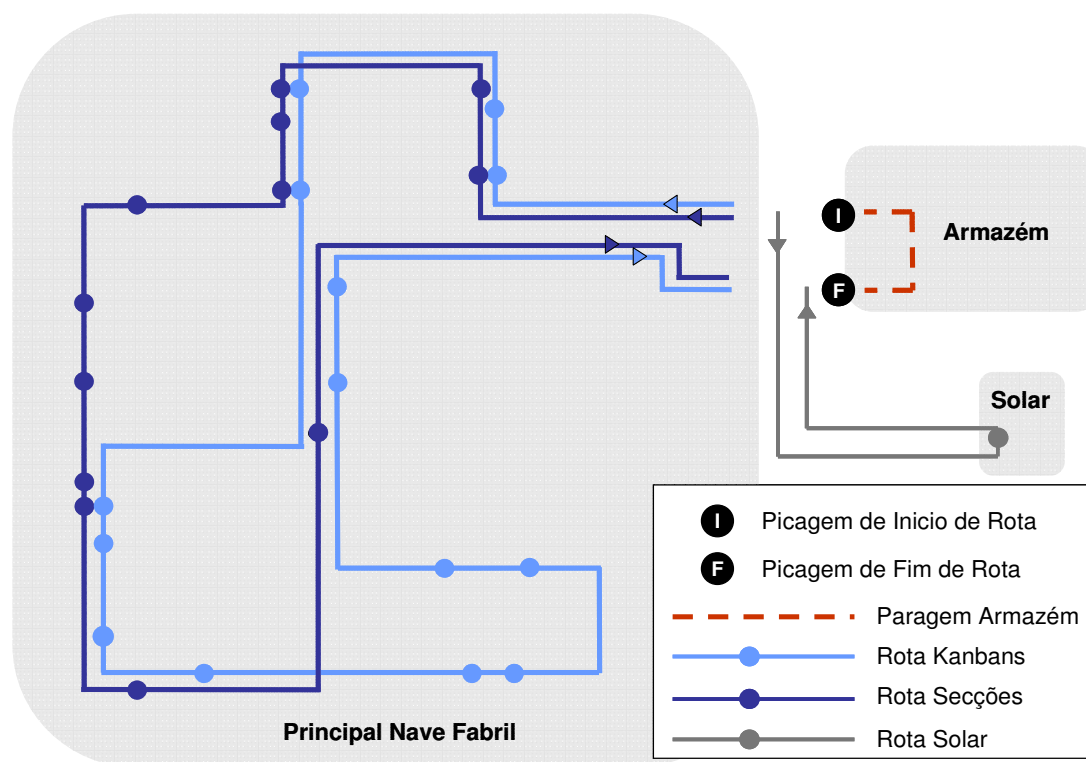 I
Armazém
F
Solar
I Picagem de Inicio de Rota
F Picagem de Fim de Rota
Paragem Armazém
Rota Kanbans
Rota Secções
Rota Solar
Principal Nave Fabril